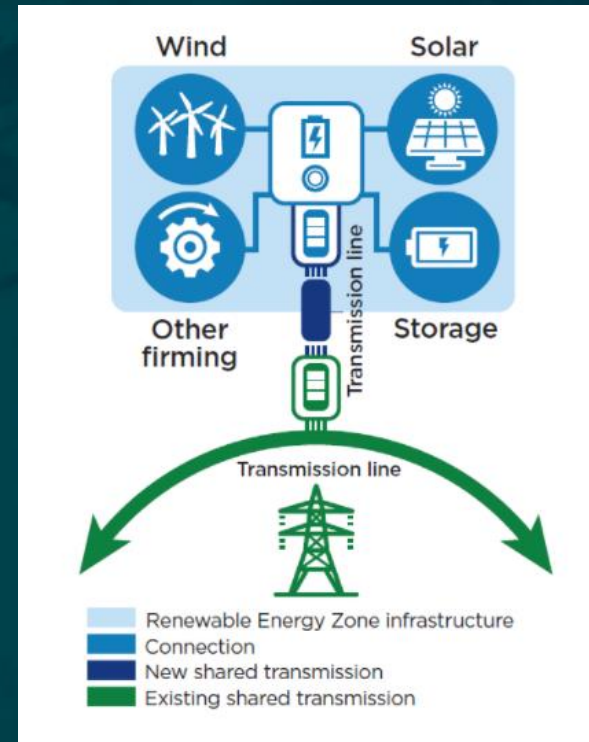 Wind
Solar
Other
firming
Storage
Transmission line
Transmission line
Renewable Energy Zone infrastructure
Connection
New shared transmission
Existing shared transmission